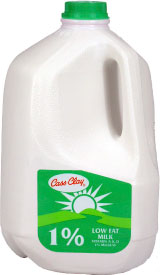 Cass Clay
1%
LOW FAT
MILK